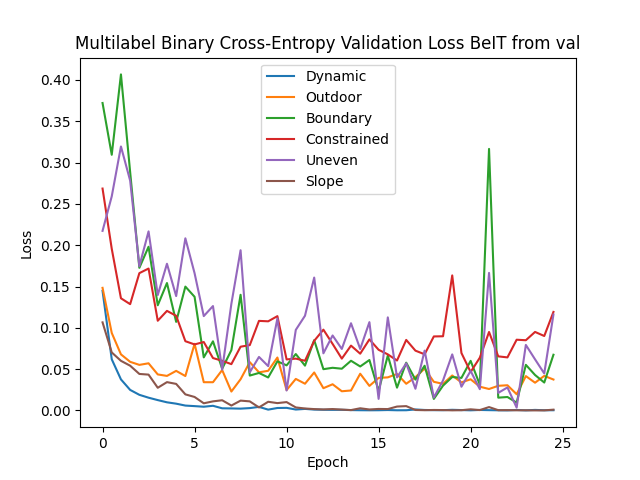 Multilabel Binary Cross-Entropy Validation Loss BeIT from val
Dynamic
Outdoor
Boundary
Constrained
Uneven
Slope
Loss
0.40
0.35
0.30
0.25
0.20
0.15
0.10
0.05
0.00
0 5 10 15 20 25
Epoch